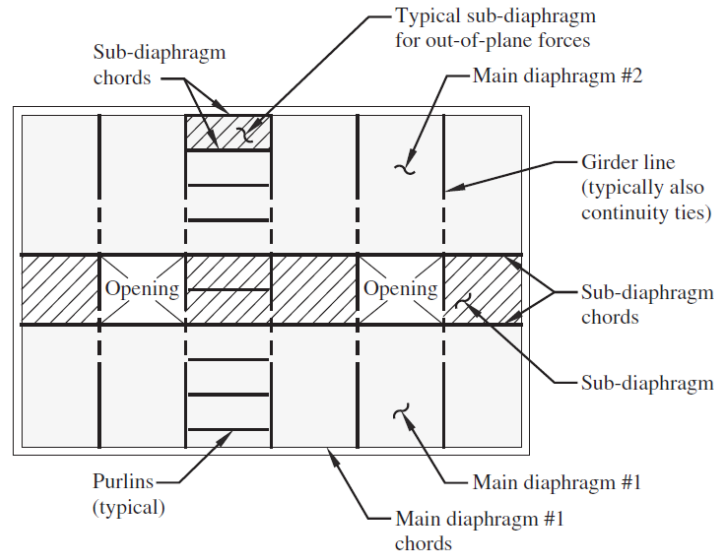 Typical sub-diaphragm
for out-of-plane forces
Sub-diaphragm
chords
Main diaphragm #2
Girder line
(typically also
continuity ties)
Opening
Opening
Sub-diaphragm
chords
Sub-diaphragm
Purlins
(typical)
Main diaphragm #1
Main diaphragm #1
chords